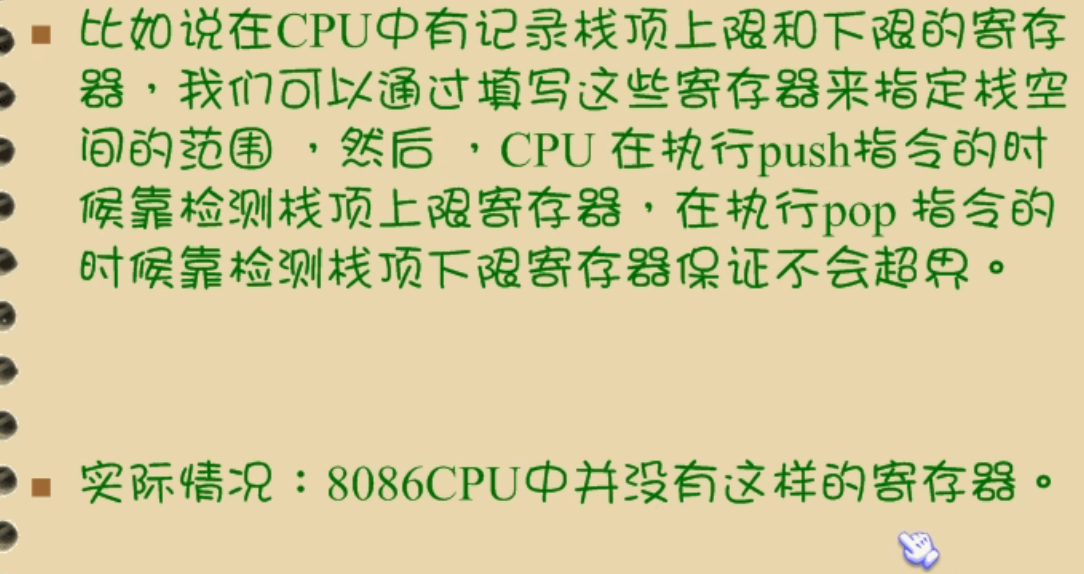 比如说在CPU中有记录栈顶上限和下限的寄存
器，我们可以通过填写这些寄存器来指定栈空
间的范围 ，然后 ，CPU 在执行push指令的时
候靠检测栈顶上限寄存器，在执行pop 指令的
时候靠检测栈顶下限寄存器保证不会超界。
实际情况：8086CPU中并没有这样的寄存器。